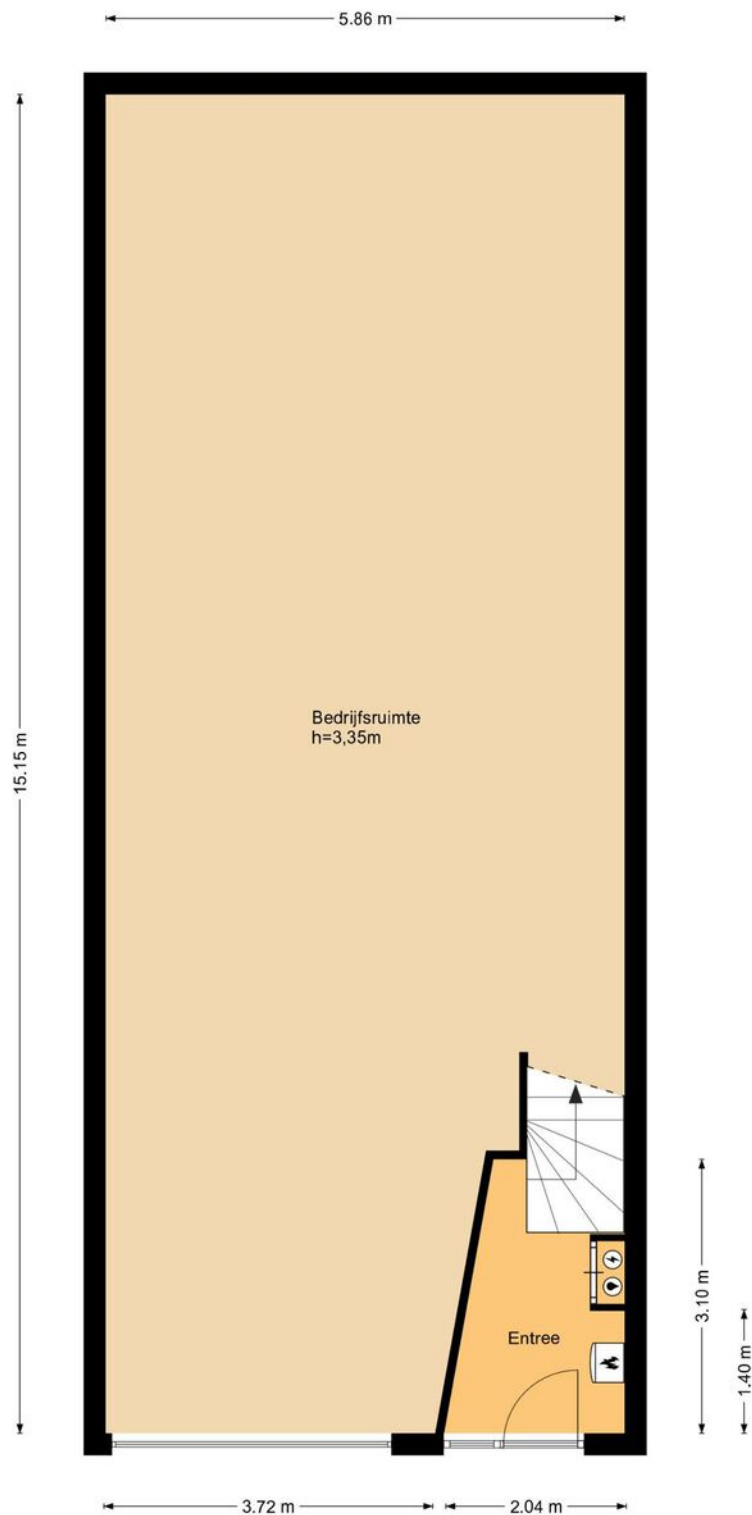 5.86 m
15.15 m
Bedrijfsruimte
h=3,35m
3.10 m
1.40 m
Entree
3.72 m
2.04 m